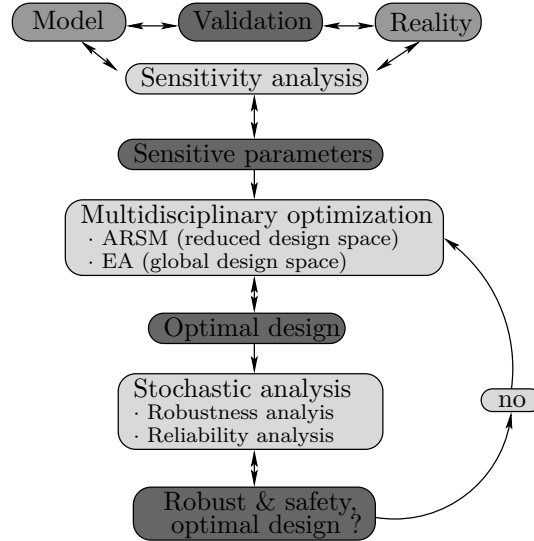 Model
Validation
Reality
Sensitivity analysis
Sensitive parameters
Multidisciplinary optimization
· ARSM (reduced design space)
· EA (global design space)
Optimal design
Stochastic analysis
· Robustness analyis
· Reliability analysis
no
Robust & safety,
optimal design ?